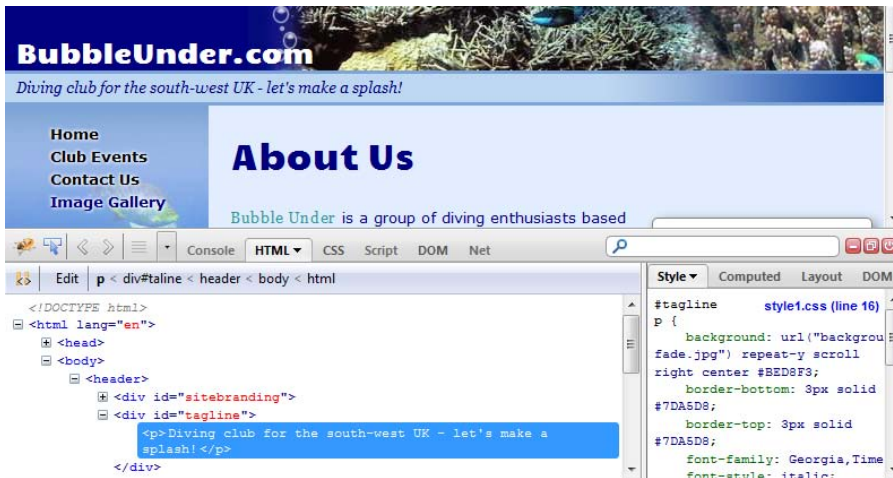 BubbleUnder.com
Diving club for the south-west UK - let's make a splash!
Home
Club Events
Contact Us
Image Gallery
About Us
Bubble Under is a group of diving enthusiasts based
Console HTML CSS Script DOM Net
Edit p < div#taline < header < body < html
<!DOCTYPE html>
<html lang="en">
<head>
<body>
<header>
<div id="sitebranding">
<div id="tagline">
<p>Diving club for the south-west UK - let's make a
splash!</p>
</div>
Style Computed Layout DOM
#tagline style1.css (line 16)
p {
background: url("backgrou
fade.jpg") repeat-y scroll
right center #BED8F3;
border-bottom: 3px solid
#7DA5D8;
border-top: 3px solid
#7DA5D8;
font-family: Georgia,Time
font-style: italic;